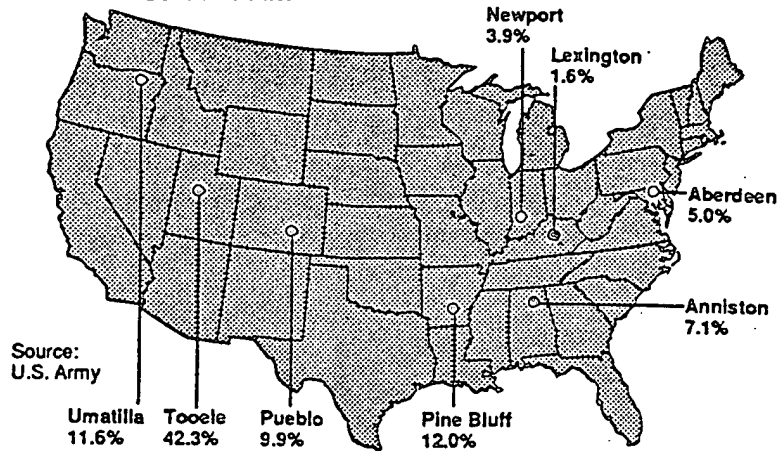 Newport
3.9%
Lexington
1.6%
Aberdeen
5.0%
Anniston
7.1%
Source:
U.S. Army
Umatilla
11.6%
Tooele
42.3%
Pueblo
9.9%
Pine Bluff
12.0%